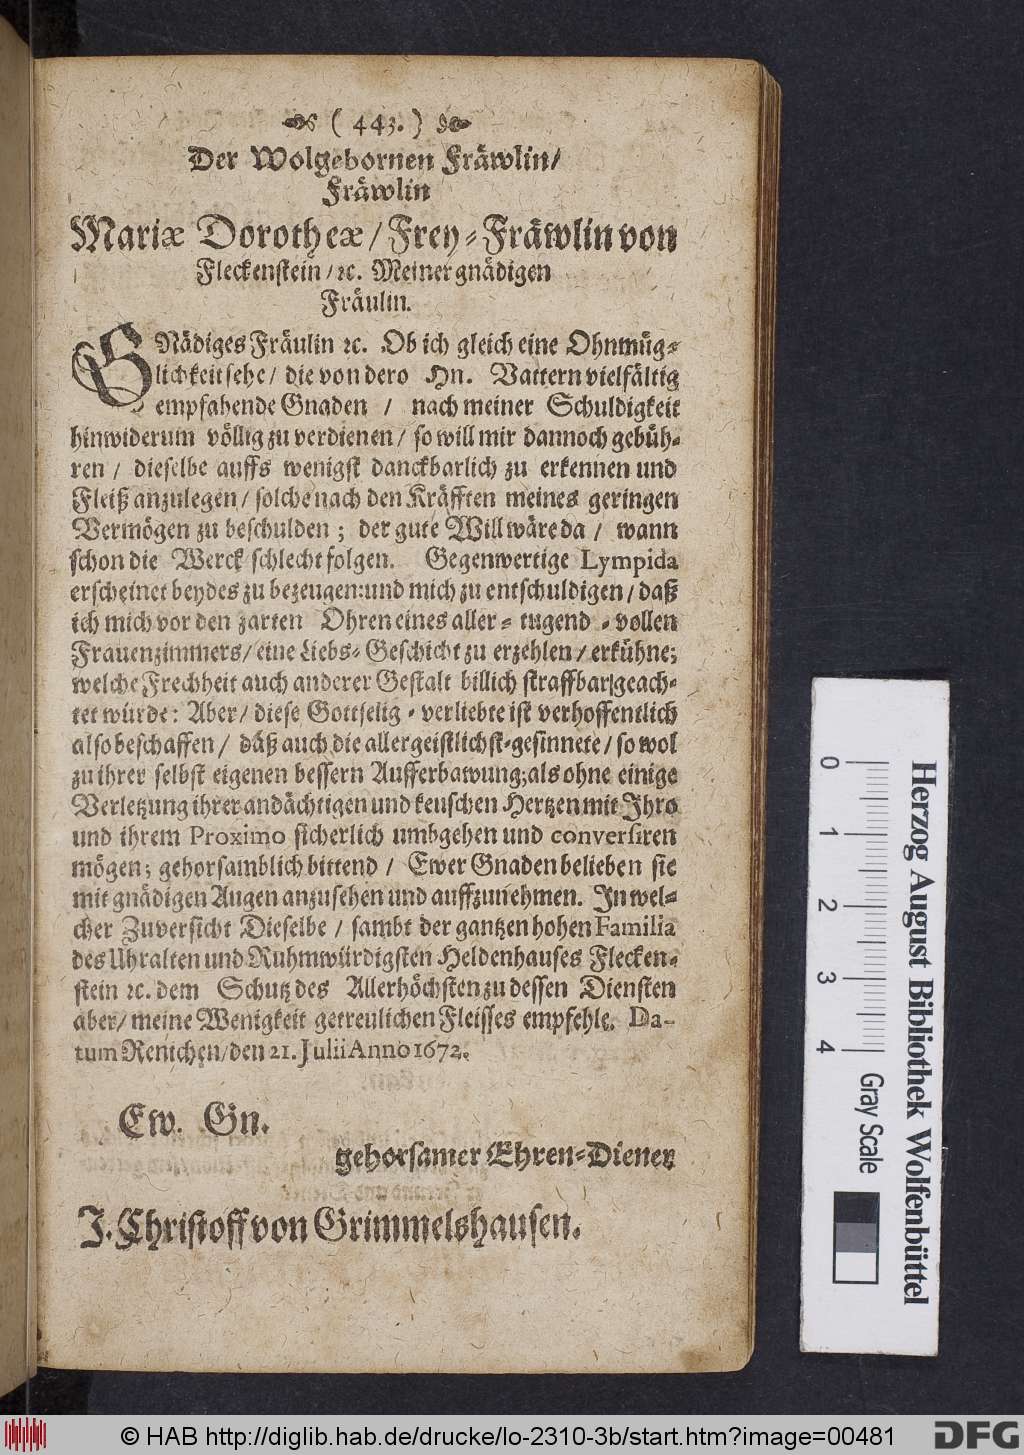 ( 443. )
Der Wolgebornen Fräwlin/
Fräwlin
Mariæ Dorotheæ/ Frey-Fräwlin von
Fleckenstein/ ꝛc. Meiner gnädigen
Fräulin.
GNädiges Fräulin ꝛc. Ob ich gleich eine Ohnmüg-
lichkeit sehe/ die von dero Hn. Vattern vielfältig
empfahende Gnaden / nach meiner Schuldigkeit
hinwiderum völlig zu verdienen/ so will mir dannoch gebüh-
ren / dieselbe auffs wenigst danckbarlich zu erkennen und
Fleiß anzulegen/ solche nach den Kräfften meines geringen
Vermögen zu beschulden ; der gute Will wäre da / wann
schon die Werck schlecht folgen. Gegenwertige Lympida
erscheinet beydes zu bezeugen: und mich zu entschuldigen/ daß
ich mich vor den zarten Ohren eines aller-tugend-vollen
Frauenzimmers/ eine Liebs-Geschicht zu erzehlen/ erkühne;
welche Frechheit auch anderer Gestalt billich straffbar geach-
tet würde: Aber/ diese Gottselig-verliebte ist verhoffentlich
also beschaffen/ däß auch die allergeistlichst-gesinnete/ so wol
zu ihrer selbst eigenen bessern Aufferbawung; als ohne einige
Verletzung ihrer andächtigen und keuschen Hertzen mit Ihro
und ihrem Proximo sicherlich umbgehen und conversiren
mögen; gehorsamblich bittend / Ewer Gnaden belieben sie
mit gnädigen Augen anzusehen und auffzunehmen. In wel-
cher Zuversicht Dieselbe / sambt der gantzen hohen Familia
des Uhralten und Ruhmwürdigsten Heldenhauses Flecken-
stein ꝛc. dem Schutz des Allerhöchsten zu dessen Diensten
aber/ meine Wenigkeit getreulichen Fleisses empfehle. Da-
tum Rentchen/ den 21. Julii Anno 1672.
Ew. Gn.
gehorsamer Ehren-Diener
J. Christoff von Grimmelshausen.
0 1 2 3 4
Gray Scale
Herzog August Bibliothek Wolfenbüttel
© HAB http://diglib.hab.de/drucke/lo-2310-3b/start.htm?image=00481
DFG